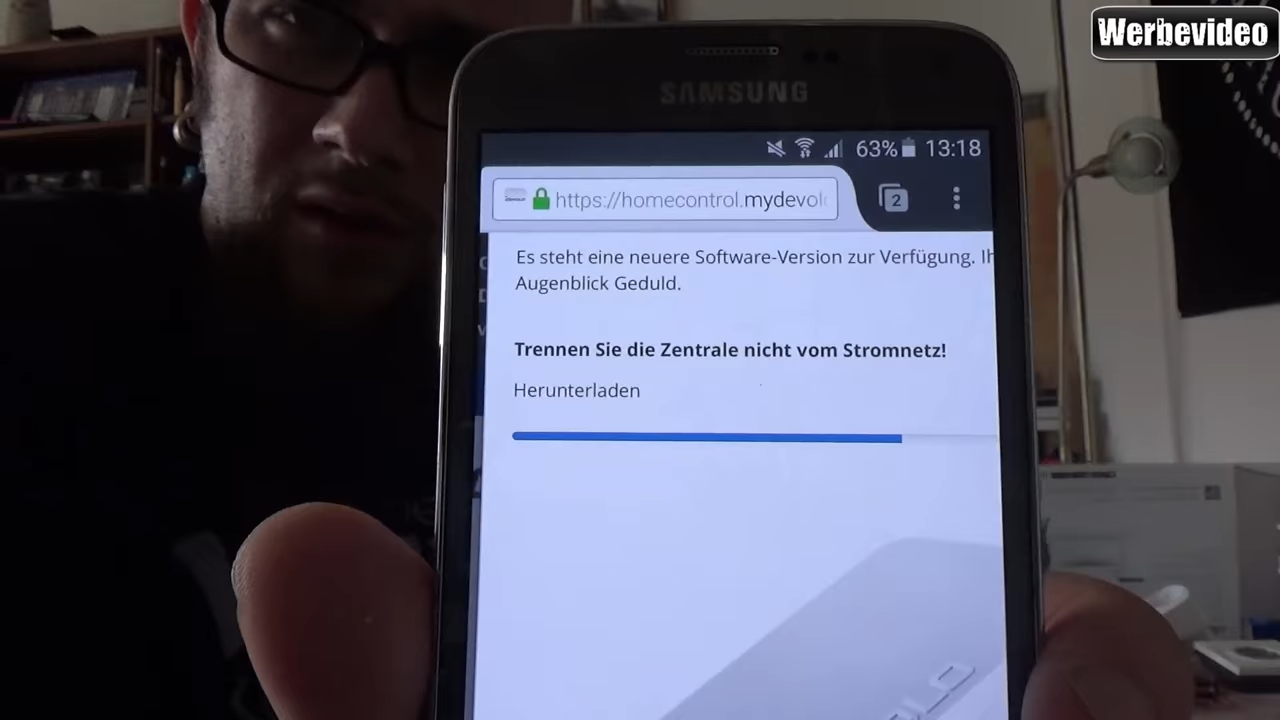 Werbevideo
SAMSUNG
63% 13:18
https://homecontrol.mydevol
2
Es steht eine neuere Software-Version zur Verfügung. Ih
Augenblick Geduld.
Trennen Sie die Zentrale nicht vom Stromnetz!
Herunterladen